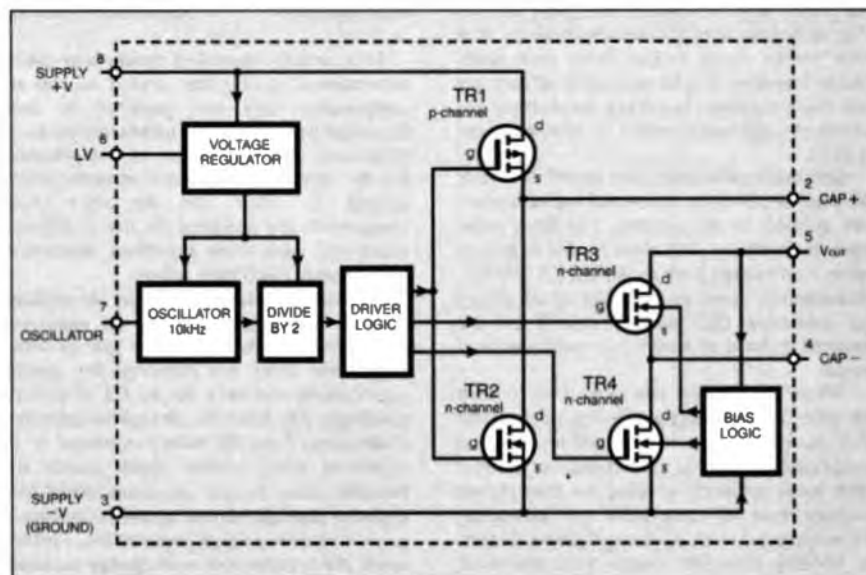 8
SUPPLY
+V
6
LV
VOLTAGE
REGULATOR
TR1
p-channel
d
g
s
2
CAP +
5
Vout
TR3
n-channel
d
g
s
7
OSCILLATOR
OSCILLATOR
10kHz
DIVIDE
BY 2
DRIVER
LOGIC
4
CAP -
TR2
n-channel
d
g
s
TR4
n-channel
d
g
s
BIAS
LOGIC
SUPPLY
-V
(GROUND)
3